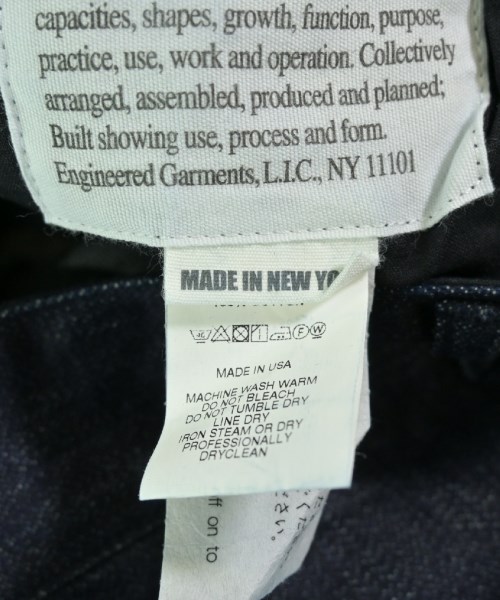 capacities, shapes, growth, function, purpose,
practice, use, work and operation. Collectively
arranged, assembled, produced and planned;
Built showing use, process and form.
Engineered Garments, L.I.C., NY 11101
MADE IN NEW YO
MADE IN USA
MACHINE WASH WARM
DO NOT BLEACH
DO NOT TUMBLE DRY
LINE DRY
IRON STEAM OR DRY
PROFESSIONALLY
DRYCLEAN
ff on to
さい。